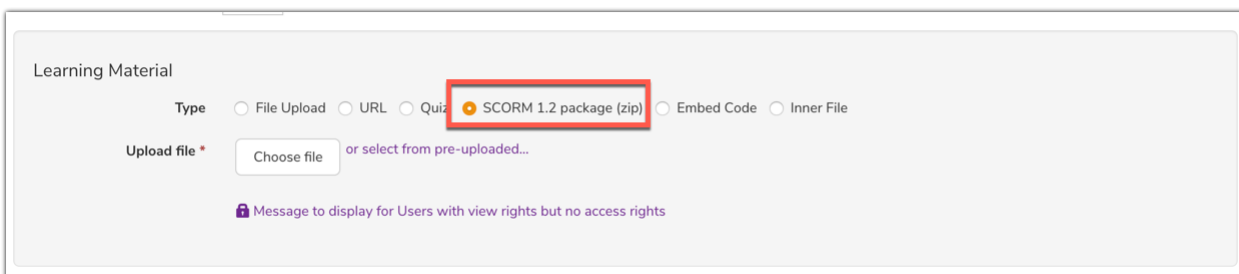 Learning Material
Type File Upload URL Quiz SCORM 1.2 package (zip) Embed Code Inner File
Upload file * Choose file or select from pre-uploaded...
Message to display for Users with view rights but no access rights